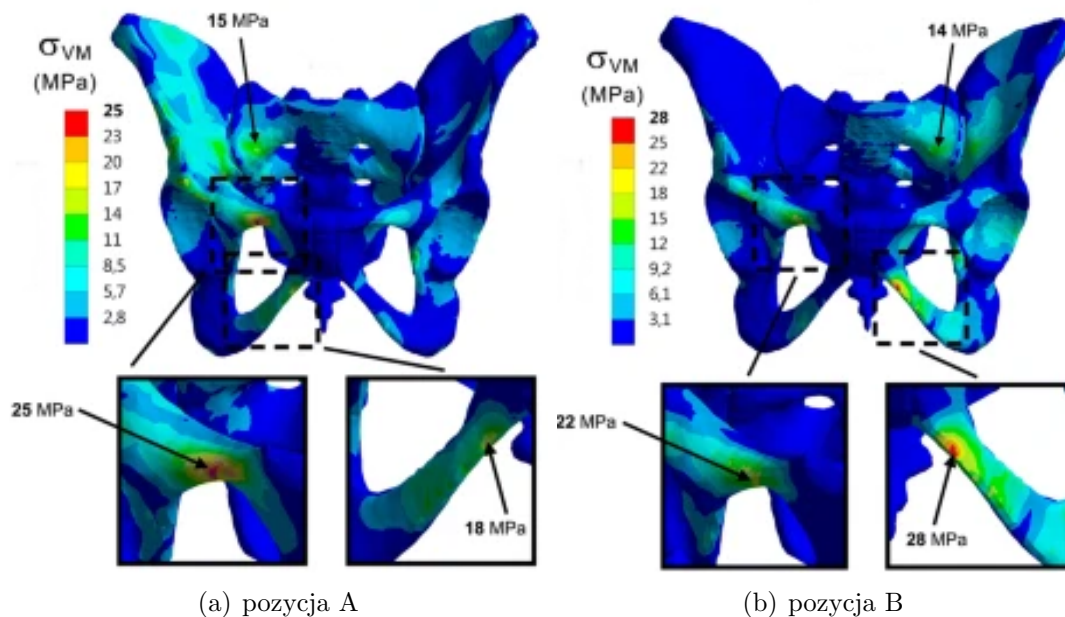 15 MPa
σVM
(MPa)
25
23
20
17
14
11
8,5
5,7
2,8
25 MPa
18 MPa
(a) pozycja A
14 MPa
σVM
(MPa)
28
25
22
18
15
12
9,2
6,1
3,1
22 MPa
28 MPa
(b) pozycja B